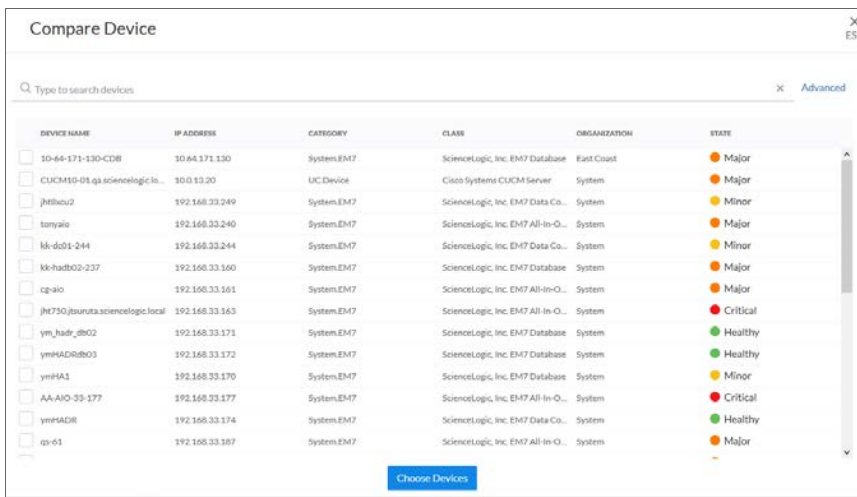 Compare Device
ES
Type to search devices
Advanced
DEVICE NAME IP ADDRESS CATEGORY CLASS ORGANIZATION STATE
10-64-171-130-CDB 10.64.171.130 System.EM7 ScienceLogic, Inc. EM7 Database East Coast Major
CUCM10-01.qa.sciencelogic.lo... 10.0.13.20 UC.Device Cisco Systems CUCM Server System Major
192.168.33.249 System.EM7 ScienceLogic, Inc. EM7 Data Co... System Minor
tonyaio 192.168.33.240 System.EM7 ScienceLogic, Inc. EM7 All-In-O... System Major
kk-dc01-244 192.168.33.244 System.EM7 ScienceLogic, Inc. EM7 Data Co... System Minor
kk-hadb02-237 192.168.33.160 System.EM7 ScienceLogic, Inc. EM7 Database System Major
cg-aio 192.168.33.161 System.EM7 ScienceLogic, Inc. EM7 All-In-O... System Major
jht750.jtsuruta.sciencelogic.local 192.168.33.163 System.EM7 ScienceLogic, Inc. EM7 All-In-O... System Critical
ym_hadr_db02 192.168.33.171 System.EM7 ScienceLogic, Inc. EM7 Database System Healthy
ymHADRdb03 192.168.33.172 System.EM7 ScienceLogic, Inc. EM7 Database System Healthy
ymHA1 192.168.33.170 System.EM7 ScienceLogic, Inc. EM7 Database System Minor
AA-AIO-33-177 192.168.33.177 System.EM7 ScienceLogic, Inc. EM7 All-In-O... System Critical
ymHADR 192.168.33.174 System.EM7 ScienceLogic, Inc. EM7 Data Co... System Healthy
qs-61 192.168.33.187 System.EM7 ScienceLogic, Inc. EM7 All-In-O... System Major
Choose Devices